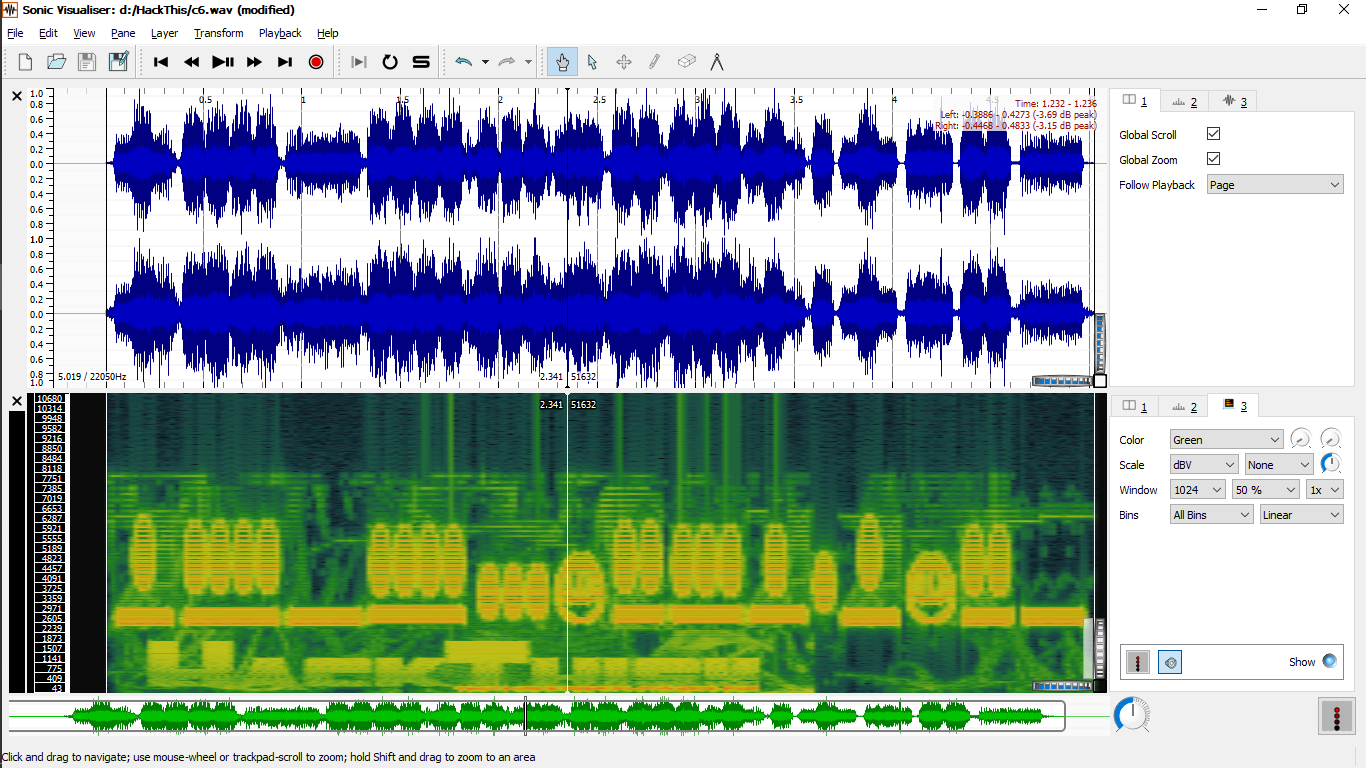 Sonic Visualiser: d:/HackThis/c6.wav (modified)
File Edit View Pane Layer Transform Playback Help
1.0
0.8
0.6
0.4
0.2
0.0
0.2
0.4
0.6
0.8
1.0
0.8
0.6
0.4
0.2
0.0
0.2
0.4
0.6
0.8
1.0
0.5 1 1.5 2 2.5 3 3.5 4 4.5
Time: 1.232 - 1.236
Left: -0.3886 - 0.4273 (-3.69 dB peak)
Right: -0.4468 - 0.4833 (-3.15 dB peak)
5.019 / 22050Hz
2.341 51632
1 2 3
Global Scroll
Global Zoom
Follow Playback Page
10680
10314
9948
9582
9216
8850
8484
8118
7751
7385
7019
6653
6287
5921
5555
5189
4823
4457
4091
3725
3359
2971
2605
2239
1873
1507
1141
775
409
43
2.341 51632
1 2 3
Color Green
Scale dBV None
Window 1024 50 % 1x
Bins All Bins Linear
Show
Click and drag to navigate; use mouse-wheel or trackpad-scroll to zoom; hold Shift and drag to zoom to an area